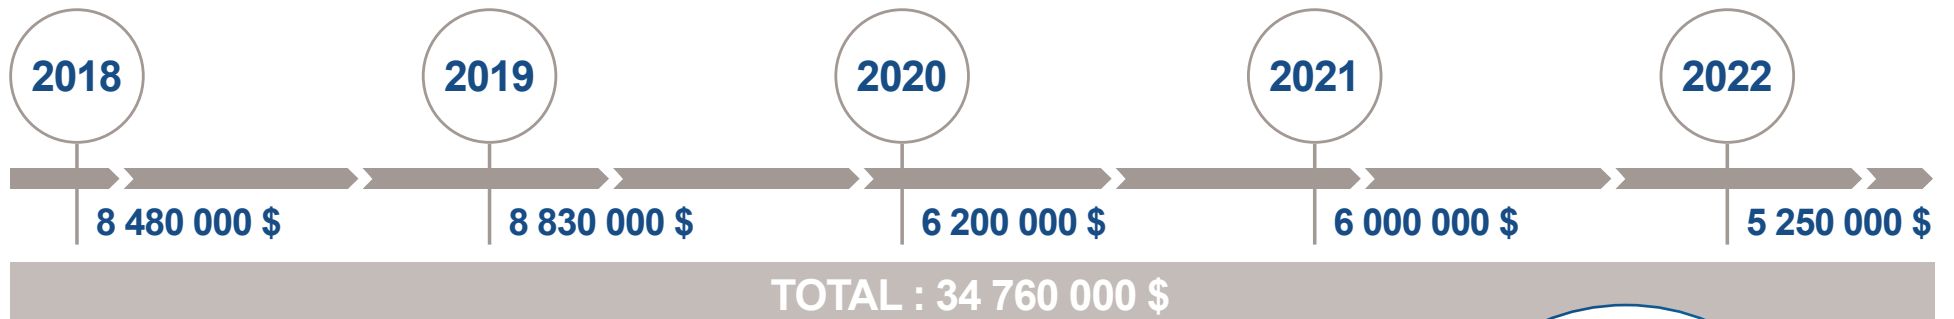 2018 2019 2020 2021 2022
8 480 000 $ 8 830 000 $ 6 200 000 $ 6 000 000 $ 5 250 000 $
TOTAL : 34 760 000 $